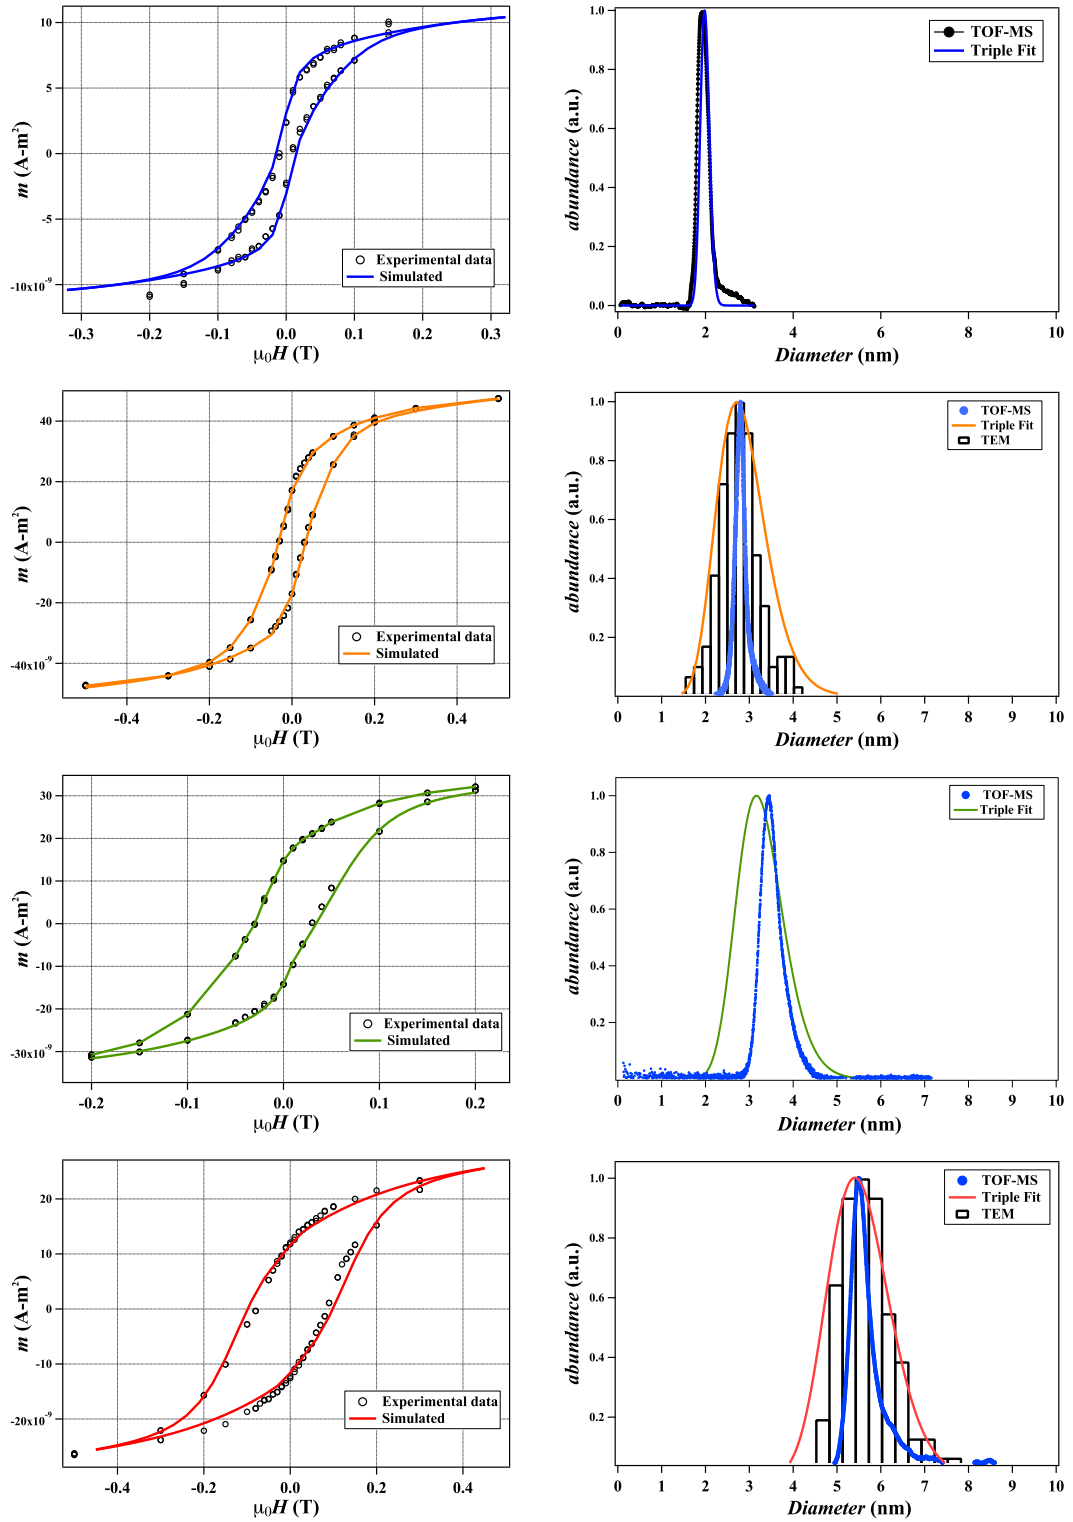 10
5
0
-5
-10x10⁻⁹
m (A-m²)
-0.3 -0.2 -0.1 0.0 0.1 0.2 0.3
μ₀H (T)
Experimental data
Simulated
1.0
0.8
0.6
0.4
0.2
0.0
abundance (a.u.)
0 1 2 3 4 5 6 7 8 9 10
Diameter (nm)
TOF-MS
Triple Fit
40
20
0
-20
-40x10⁻⁹
m (A-m²)
-0.4 -0.2 0.0 0.2 0.4
μ₀H (T)
Experimental data
Simulated
1.0
0.8
0.6
0.4
0.2
abundance (a.u.)
0 1 2 3 4 5 6 7 8 9 10
Diameter (nm)
TOF-MS
Triple Fit
TEM
30
20
10
0
-10
-20
-30x10⁻⁹
m (A-m²)
-0.2 -0.1 0.0 0.1 0.2
μ₀H (T)
Experimental data
Simulated
1.0
0.8
0.6
0.4
0.2
abundance (a.u)
0 1 2 3 4 5 6 7 8 9 10
Diameter (nm)
TOF-MS
Triple Fit
20
10
0
-10
-20x10⁻⁹
m (A-m²)
-0.4 -0.2 0.0 0.2 0.4
μ₀H (T)
Experimental data
Simulated
1.0
0.8
0.6
0.4
0.2
abundance (a.u.)
0 1 2 3 4 5 6 7 8 9 10
Diameter (nm)
TOF-MS
Triple Fit
TEM